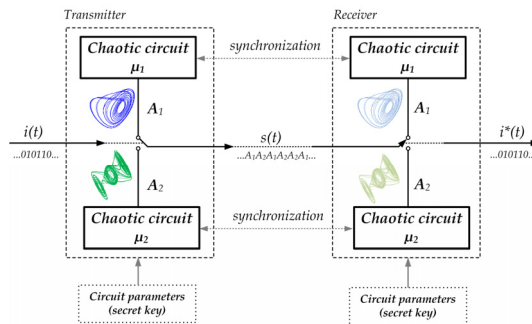 Transmitter
Receiver
Chaotic circuit
μ₁
synchronization
Chaotic circuit
μ₁
A₁
A₁
i(t)
s(t)
i*(t)
...010110...
...A₁A₂A₁A₂A₂A₁...
...010110...
A₂
A₂
Chaotic circuit
μ₂
synchronization
Chaotic circuit
μ₂
Circuit parameters
(secret key)
Circuit parameters
(secret key)